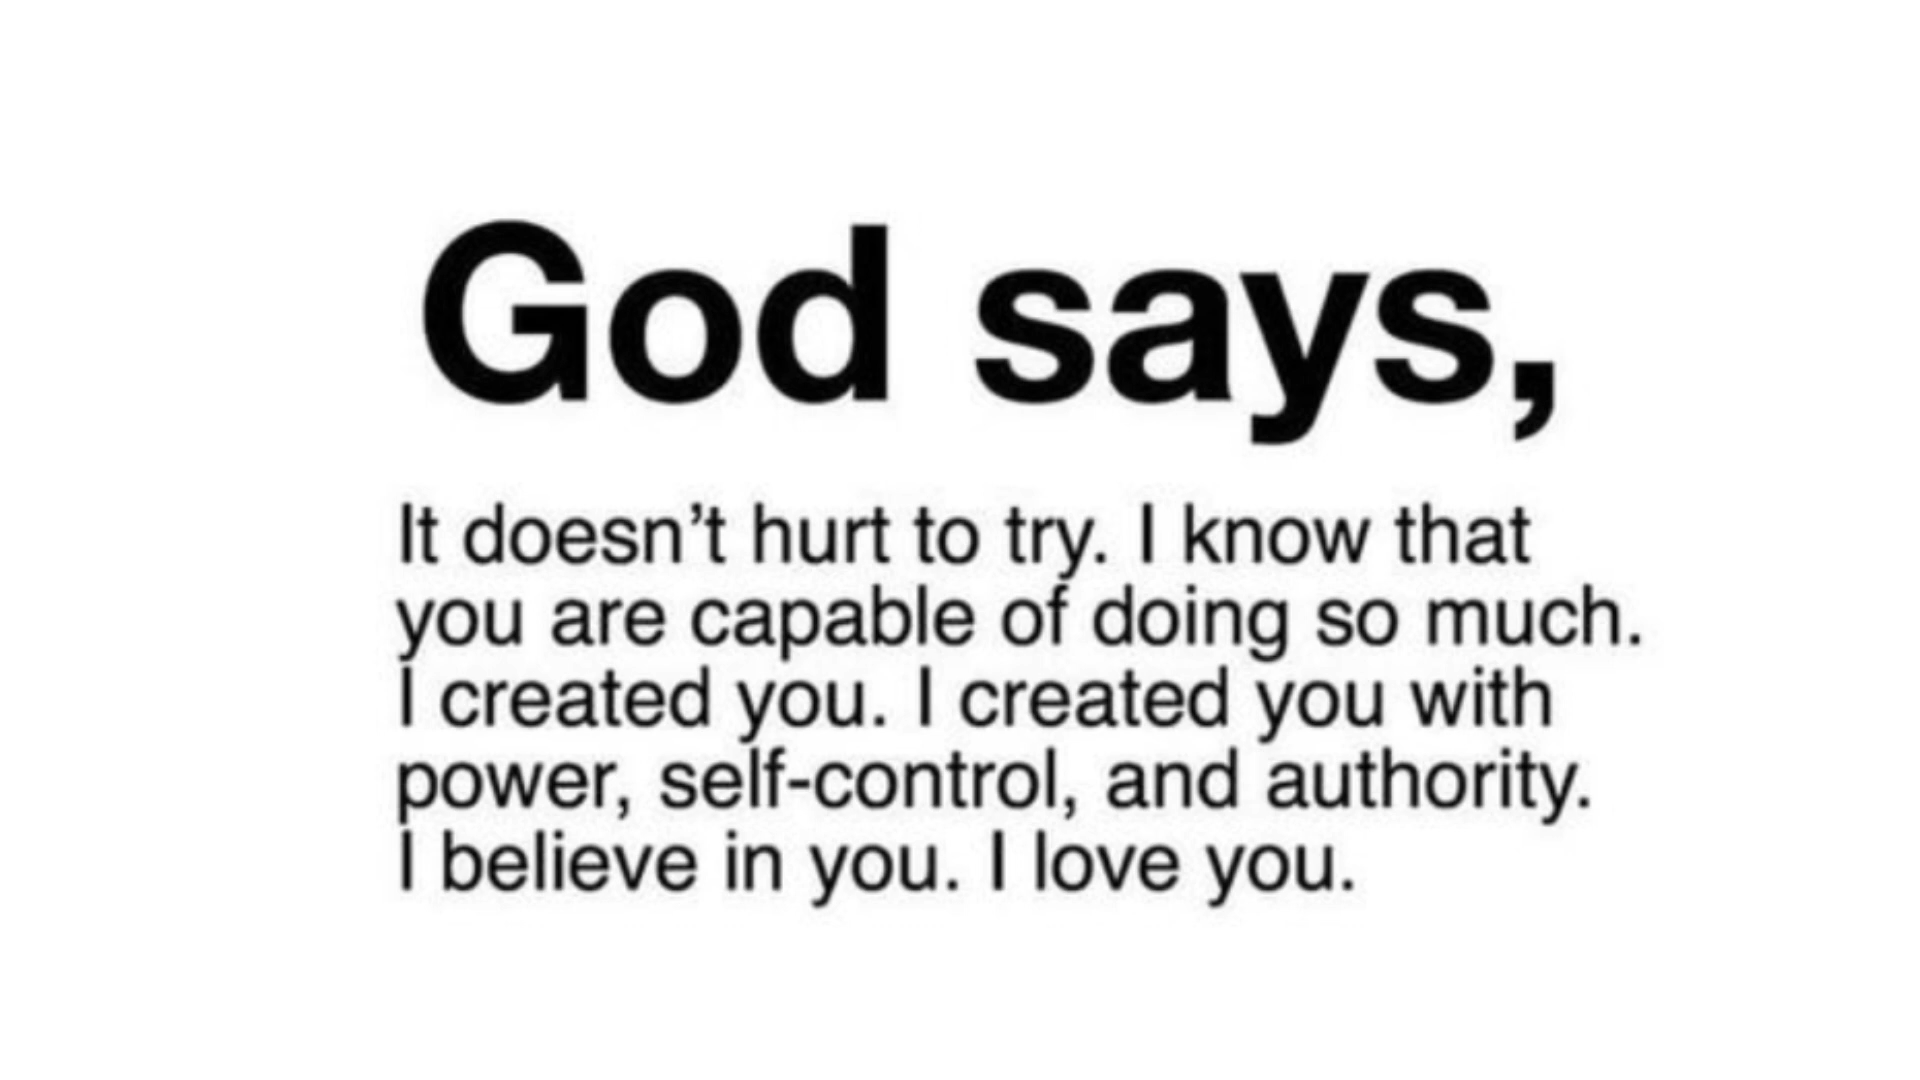 God says,
It doesn’t hurt to try. I know that
you are capable of doing so much.
I created you. I created you with
power, self-control, and authority.
I believe in you. I love you.